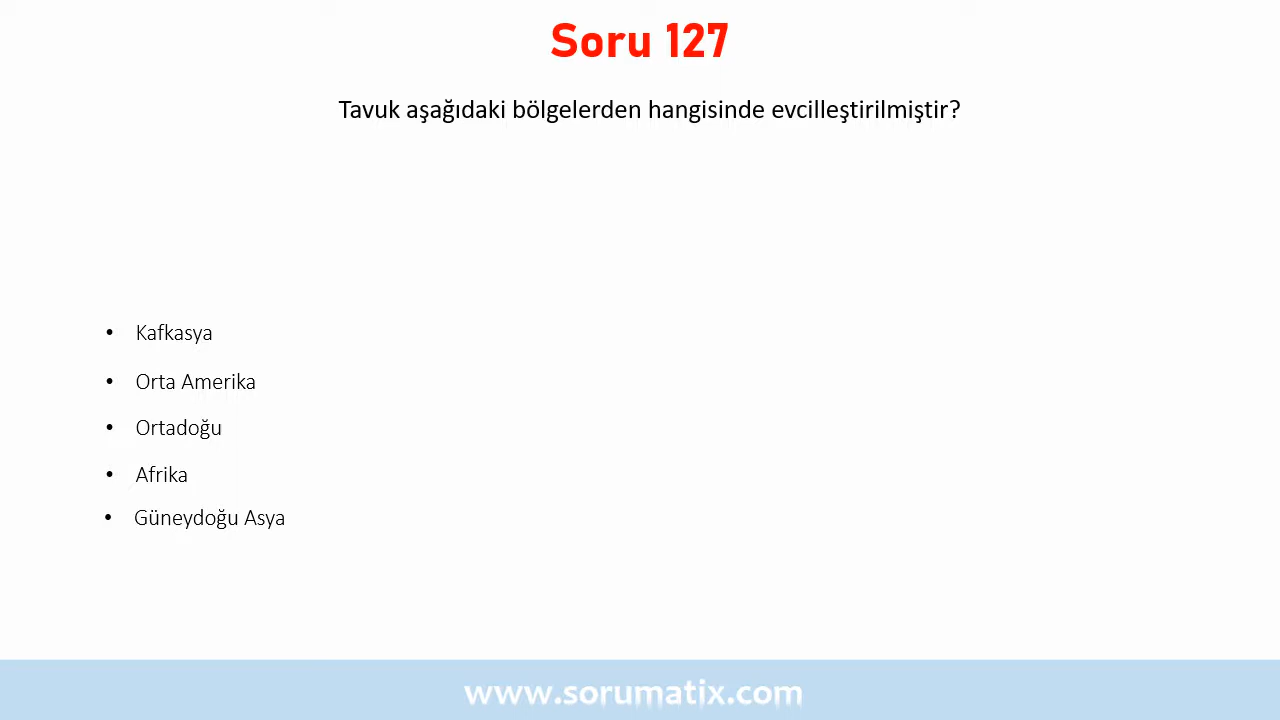 Soru 127
Tavuk aşağıdaki bölgelerden hangisinde evcilleştirilmiştir?
• Kafkasya
• Orta Amerika
• Ortadoğu
• Afrika
• Güneydoğu Asya
www.sorumatix.com